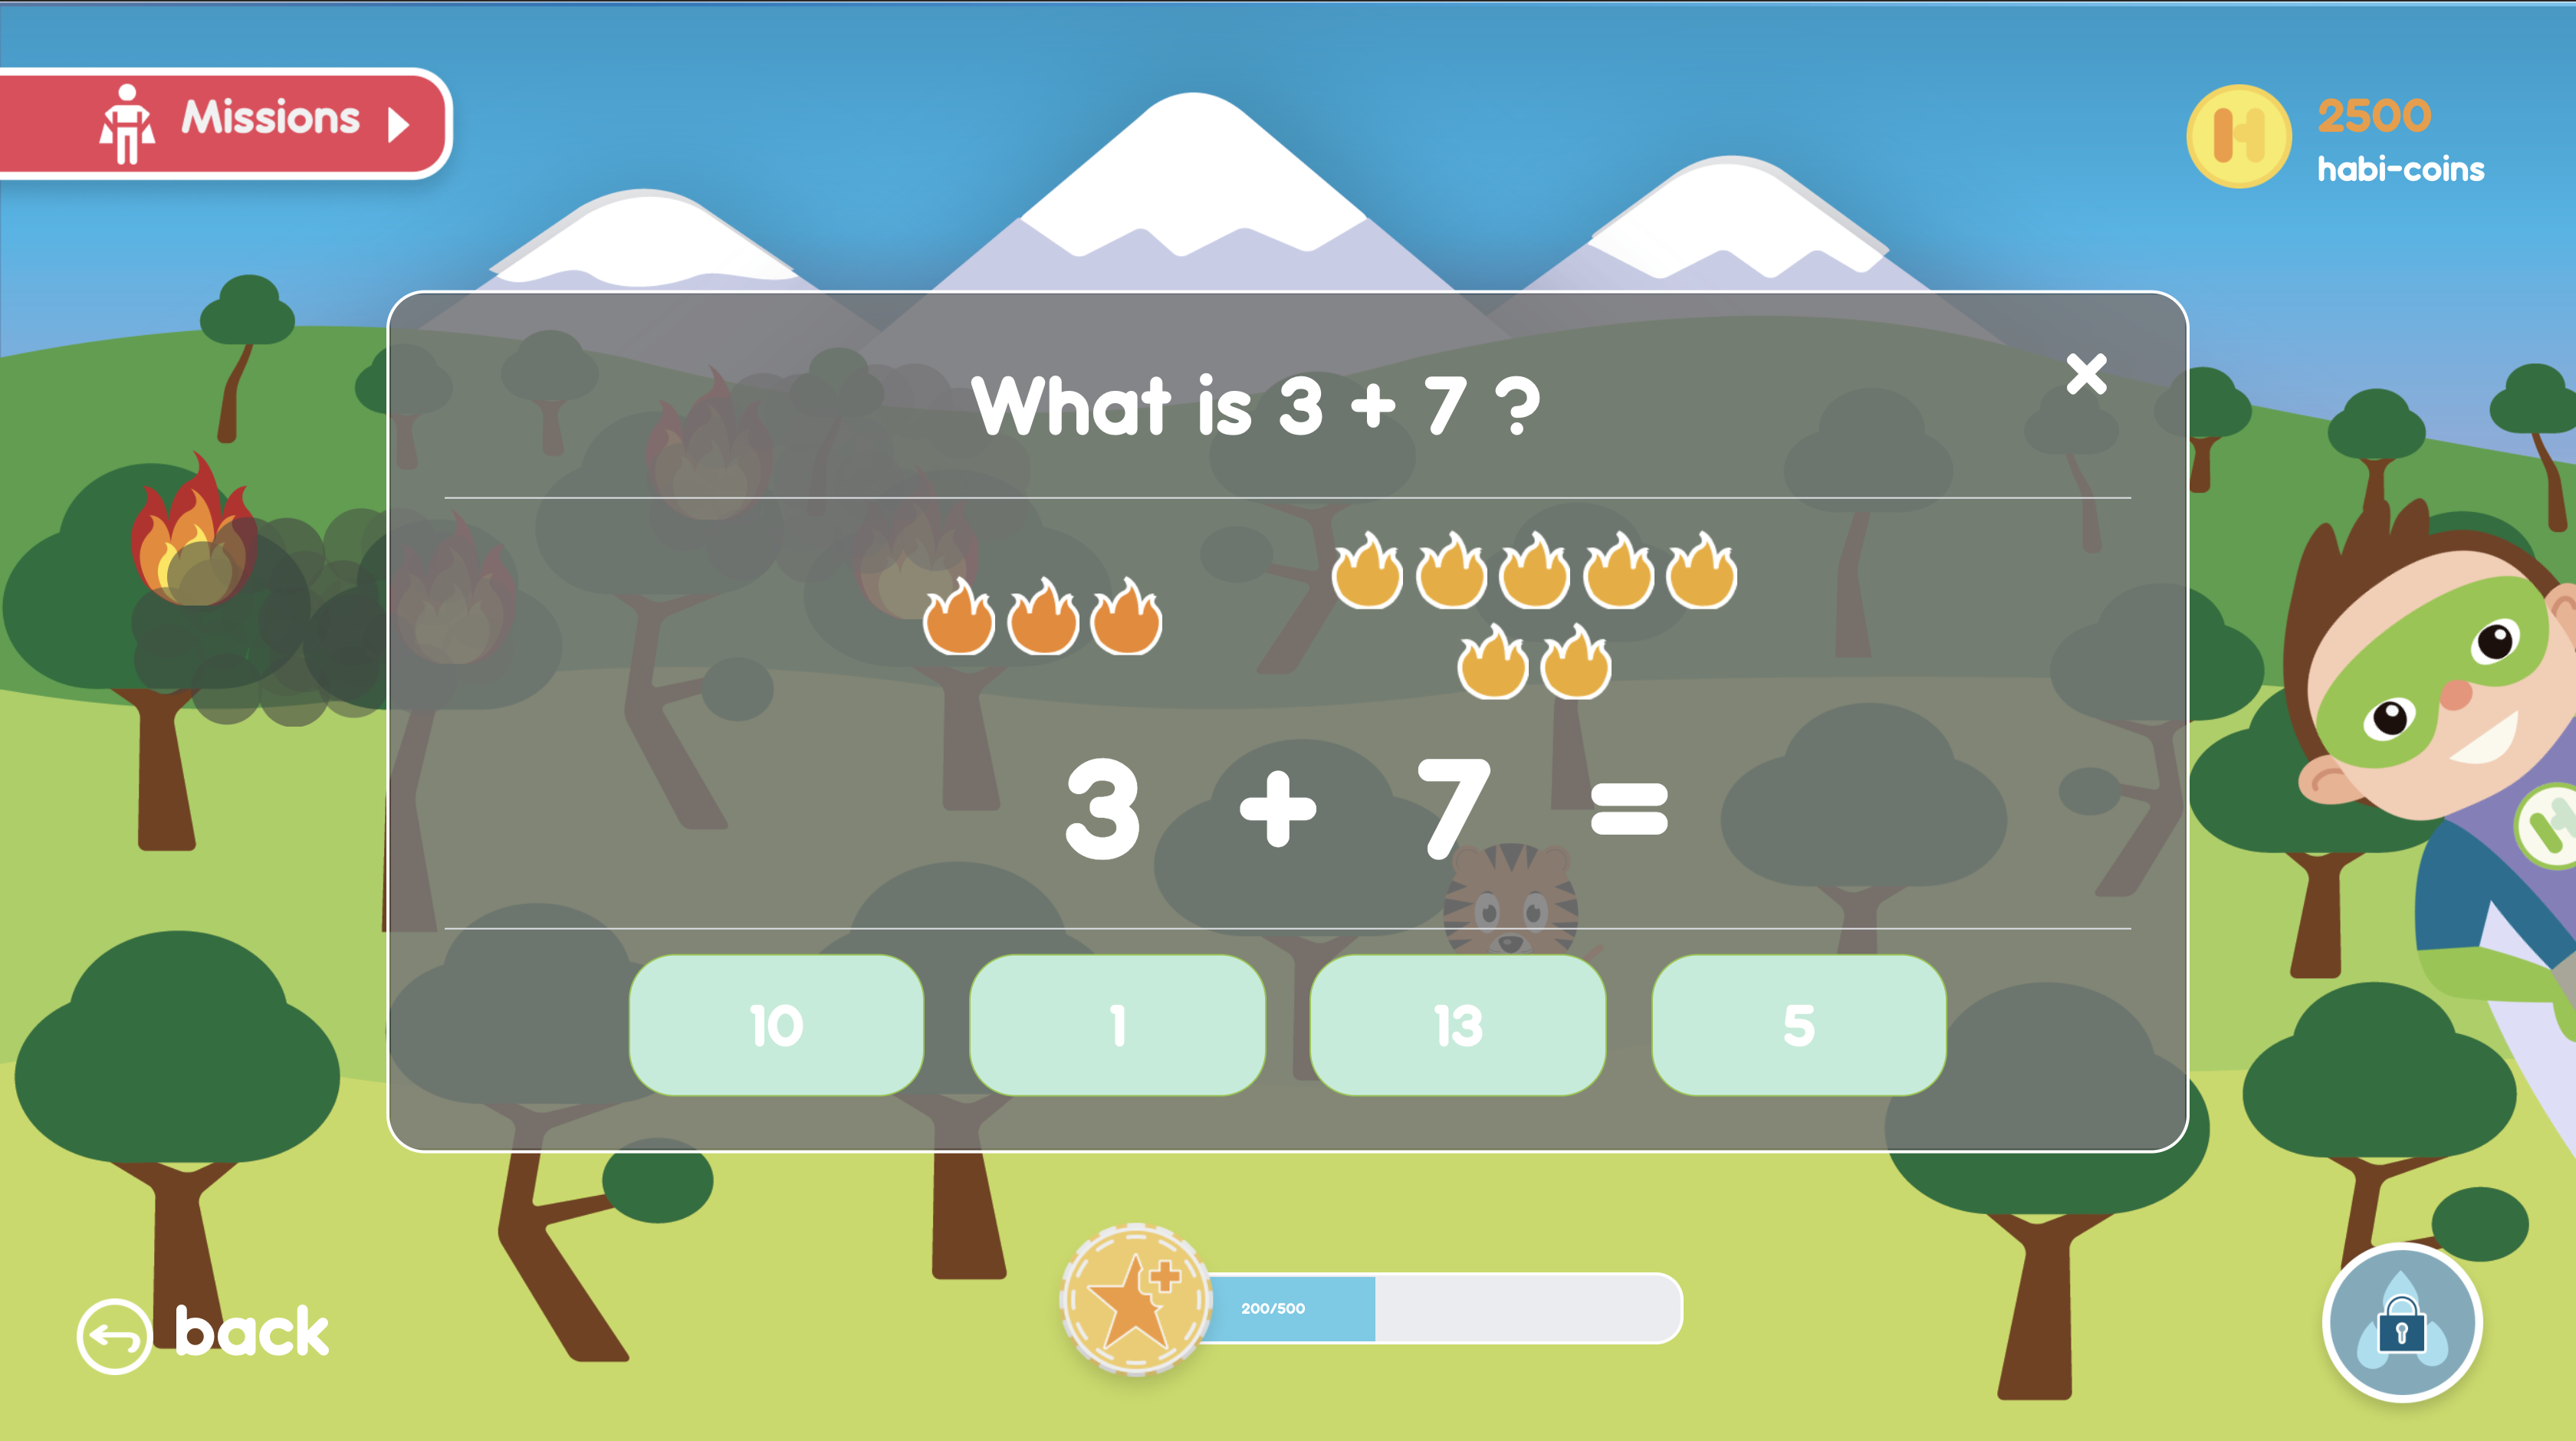 Missions
2500
habi-coins
What is 3 + 7 ?
3 + 7 =
10
1
13
5
200/500
back